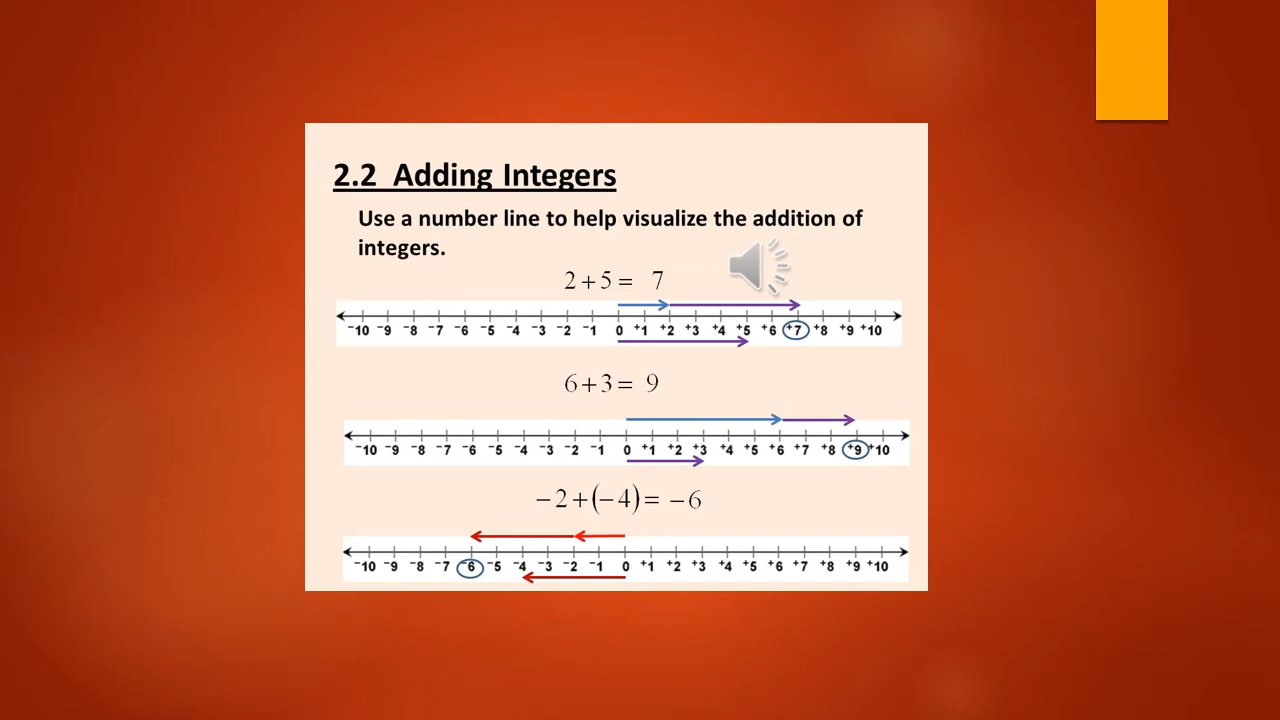 2.2 Adding Integers
Use a number line to help visualize the addition of
integers.
2 + 5 = 7
⁻10 ⁻9 ⁻8 ⁻7 ⁻6 ⁻5 ⁻4 ⁻3 ⁻2 ⁻1 0 ⁺1 ⁺2 ⁺3 ⁺4 ⁺5 ⁺6 ⁺7 ⁺8 ⁺9 ⁺10
6 + 3 = 9
⁻10 ⁻9 ⁻8 ⁻7 ⁻6 ⁻5 ⁻4 ⁻3 ⁻2 ⁻1 0 ⁺1 ⁺2 ⁺3 ⁺4 ⁺5 ⁺6 ⁺7 ⁺8 ⁺9 ⁺10
−2 + (−4) = −6
⁻10 ⁻9 ⁻8 ⁻7 ⁻6 ⁻5 ⁻4 ⁻3 ⁻2 ⁻1 0 ⁺1 ⁺2 ⁺3 ⁺4 ⁺5 ⁺6 ⁺7 ⁺8 ⁺9 ⁺10